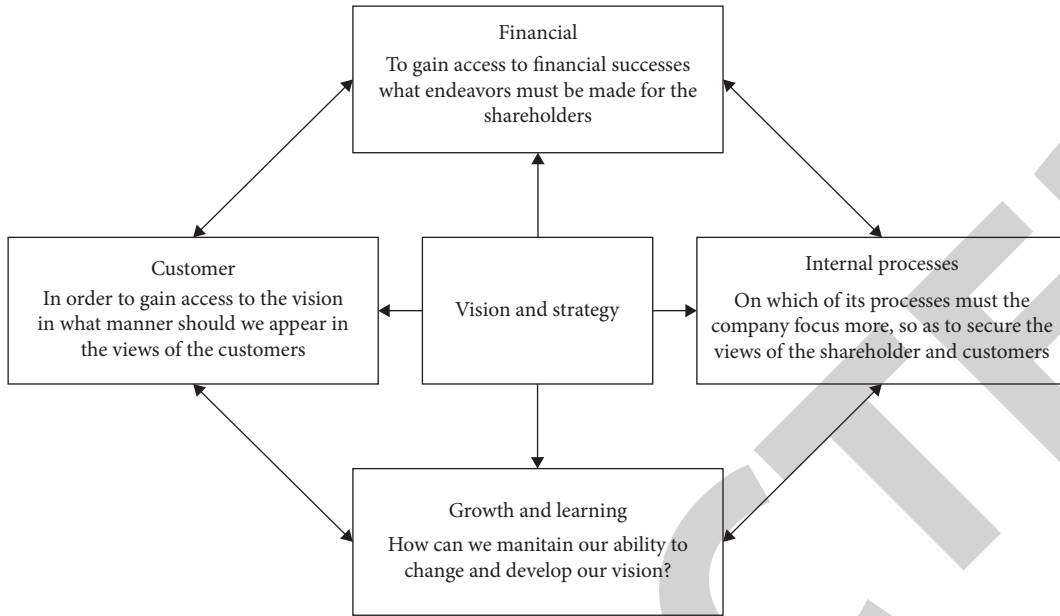 Financial
To gain access to financial successes
what endeavors must be made for the
shareholders
Customer
In order to gain access to the vision
in what manner should we appear in
the views of the customers
Vision and strategy
Internal processes
On which of its processes must the
company focus more, so as to secure the
views of the shareholder and customers
Growth and learning
How can we manitain our ability to
change and develop our vision?